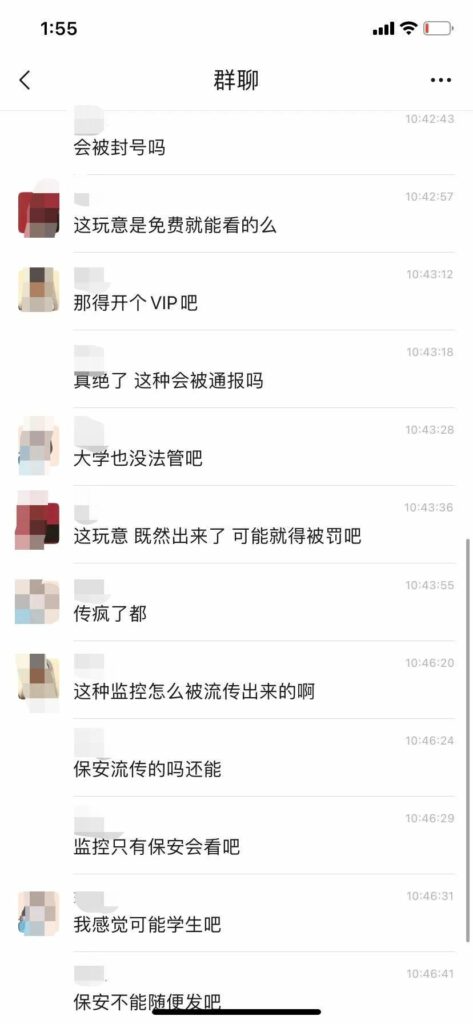 1:55
群聊
10:42:43
会被封号吗
10:42:57
这玩意是免费就能看的么
10:43:12
那得开个VIP吧
10:43:18
真绝了 这种会被通报吗
10:43:28
大学也没法管吧
10:43:36
这玩意 既然出来了 可能就得被罚吧
10:43:55
传疯了都
10:46:20
这种监控怎么被流传出来的啊
10:46:24
保安流传的吗还能
10:46:29
监控只有保安会看吧
10:46:31
我感觉可能学生吧
10:46:41
保安不能随便发吧